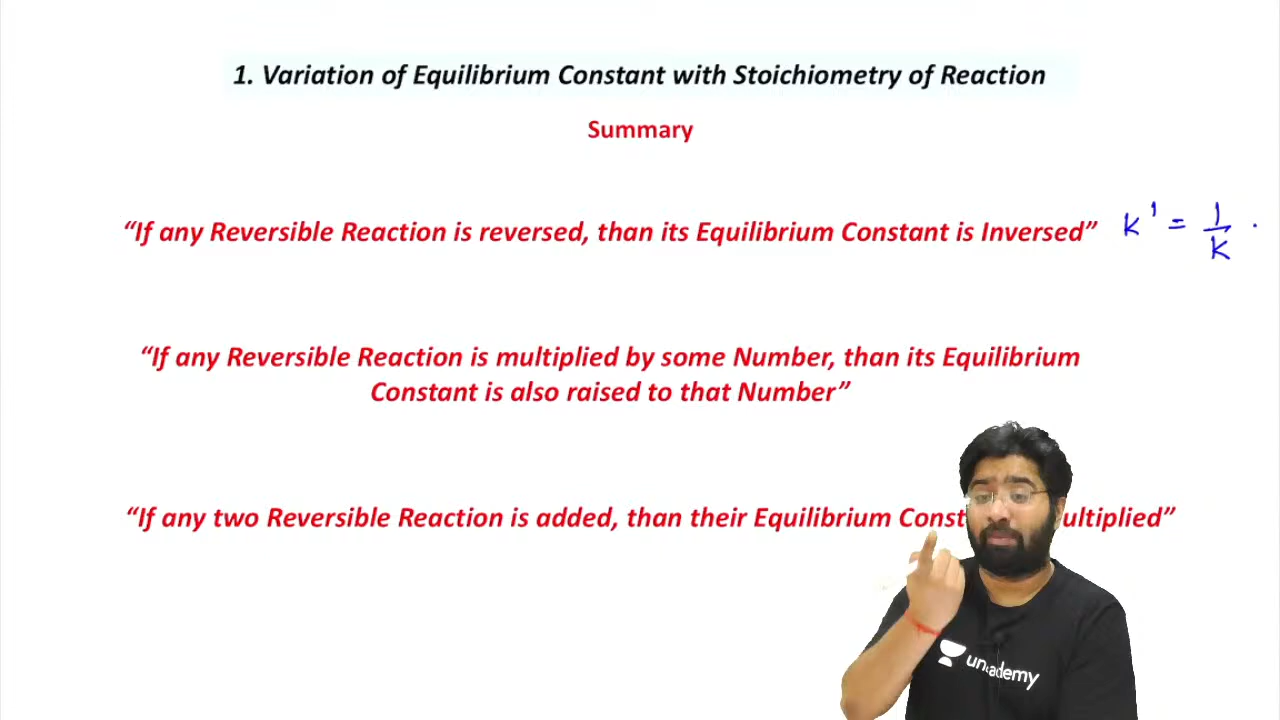 1. Variation of Equilibrium Constant with Stoichiometry of Reaction
Summary
“If any Reversible Reaction is reversed, than its Equilibrium Constant is Inversed” K' = 1/K
“If any Reversible Reaction is multiplied by some Number, than its Equilibrium
Constant is also raised to that Number”
“If any two Reversible Reaction is added, than their Equilibrium Const ultiplied”
unacademy